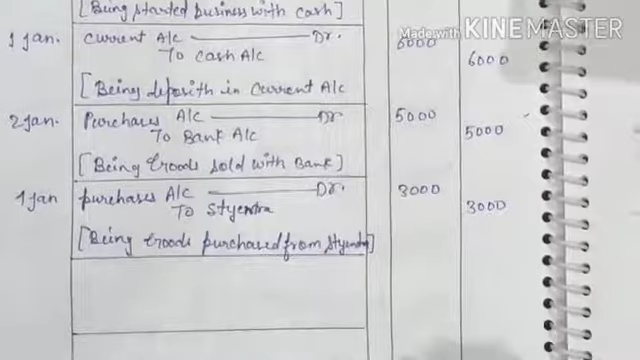 [Being started business with cash]
Made with KINEMASTER
1 Jan. Current A/c Dr. 6000
To Cash A/c 6000
[Being deposith in Current A/c
2 Jan. Purchases A/c Dr. 5000
To Bank A/c 5000
[Being Goods sold with Bank]
1 Jan purchases A/c Dr. 3000
To Styentra 3000
[Being Goods purchased from Styentra]